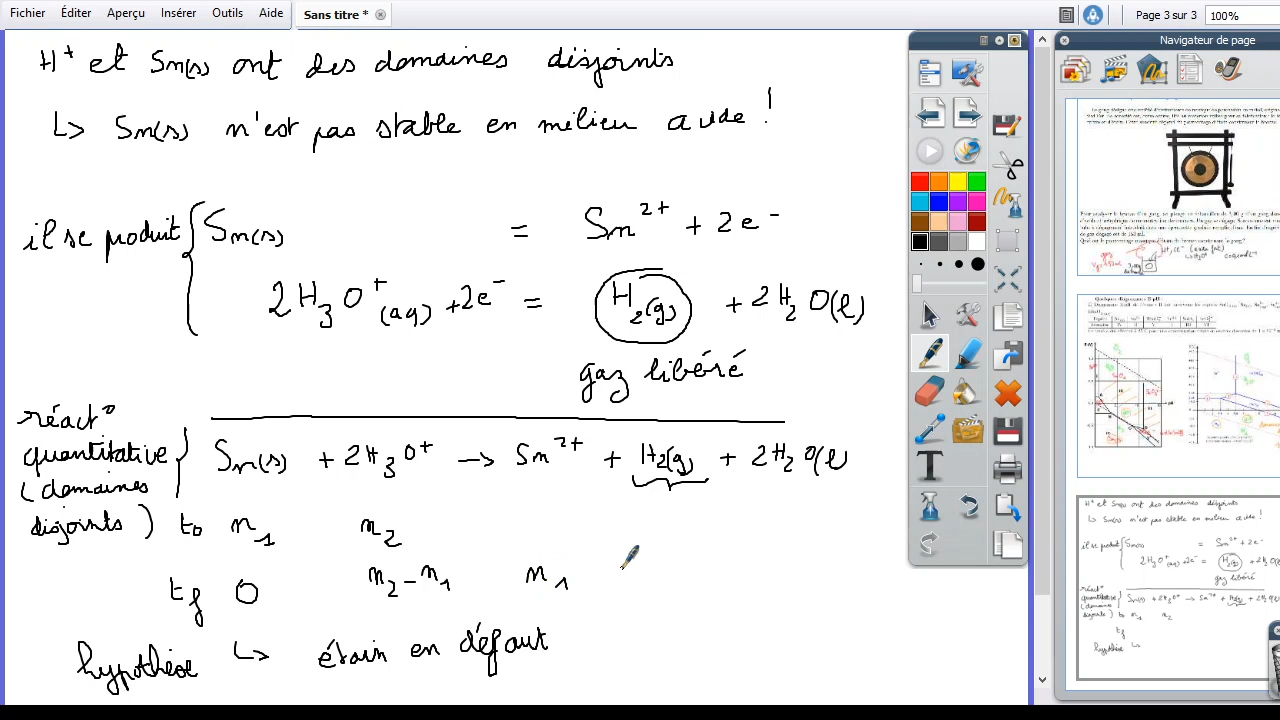 Fichier Éditer Aperçu Insérer Outils Aide
Sans titre *
Page 3 sur 3
100%
Navigateur de page
H+ et Sn(s) ont des domaines disjoints
↳ Sn(s) n'est pas stable en milieu acide !
il se produit { Sn(s) = Sn2+ + 2e-
2H3O+(aq) + 2e- = H2(g) + 2H2O(l)
gaz libéré
réact°
quantitative
(domaines
disjoints)
Sn(s) + 2H3O+ → Sn2+ + H2(g) + 2H2O(l)
to n1 n2
tf 0 n2-n1 n1
hypothèse ↳ étain en défaut